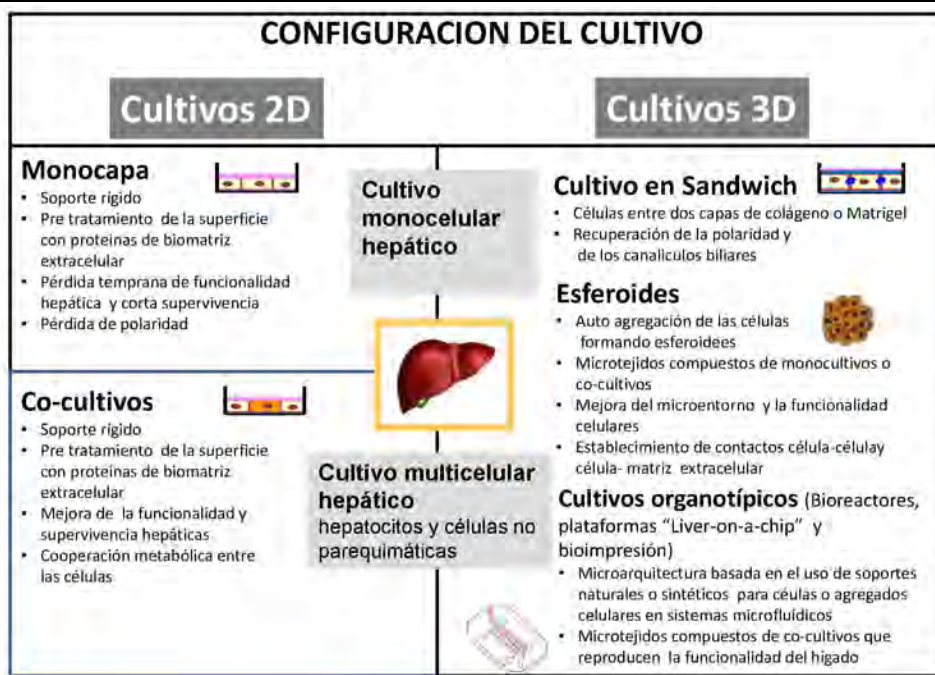 CONFIGURACION DEL CULTIVO
Cultivos 2D
Cultivos 3D
Monocapa
• Soporte rígido
• Pre tratamiento de la superficie
con proteínas de biomatriz
extracelular
• Pérdida temprana de funcionalidad
hepática y corta supervivencia
• Pérdida de polaridad
Co-cultivos
• Soporte rígido
• Pre tratamiento de la superficie
con proteínas de biomatriz
extracelular
• Mejora de la funcionalidad y
supervivencia hepáticas
• Cooperación metabólica entre
las células
Cultivo
monocelular
hepático
Cultivo multicelular
hepático
hepatocitos y células no
parequimáticas
Cultivo en Sandwich
• Células entre dos capas de colágeno o Matrigel
• Recuperación de la polaridad y
de los canalículos biliares
Esferoides
• Auto agregación de las células
formando esferoidees
• Microtejidos compuestos de monocultivos o
co-cultivos
• Mejora del microentorno y la funcionalidad
celulares
• Establecimiento de contactos célula-célulay
célula- matriz extracelular
Cultivos organotípicos (Bioreactores,
plataformas “Liver-on-a-chip” y
bioimpresión)
• Microarquitectura basada en el uso de soportes
naturales o sintéticos para céulas o agregados
celulares en sistemas microfluídicos
• Microtejidos compuestos de co-cultivos que
reproducen la funcionalidad del hígado